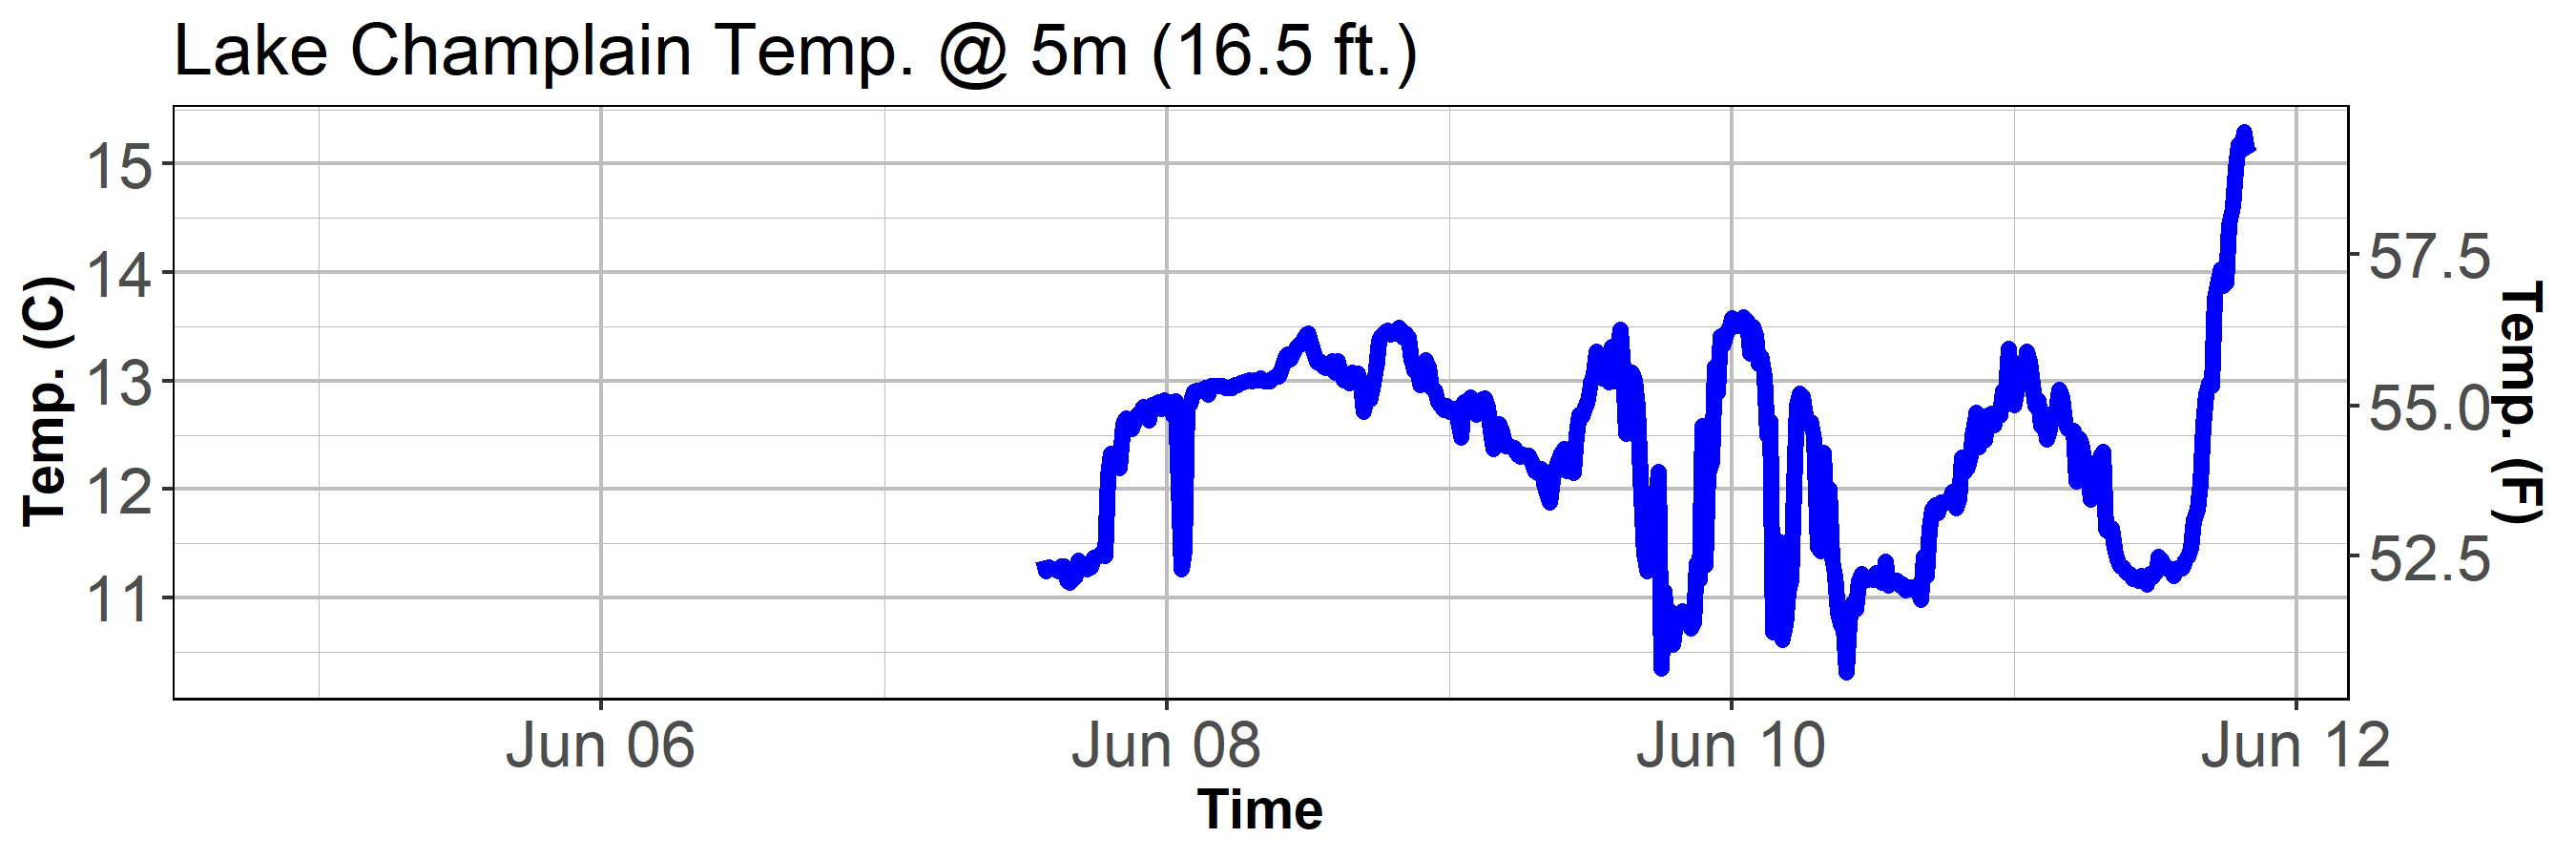 Lake Champlain Temp. @ 5m (16.5 ft.)
Temp. (C)
15
14
13
12
11
57.5
55.0
52.5
Temp. (F)
Jun 06
Jun 08
Jun 10
Jun 12
Time